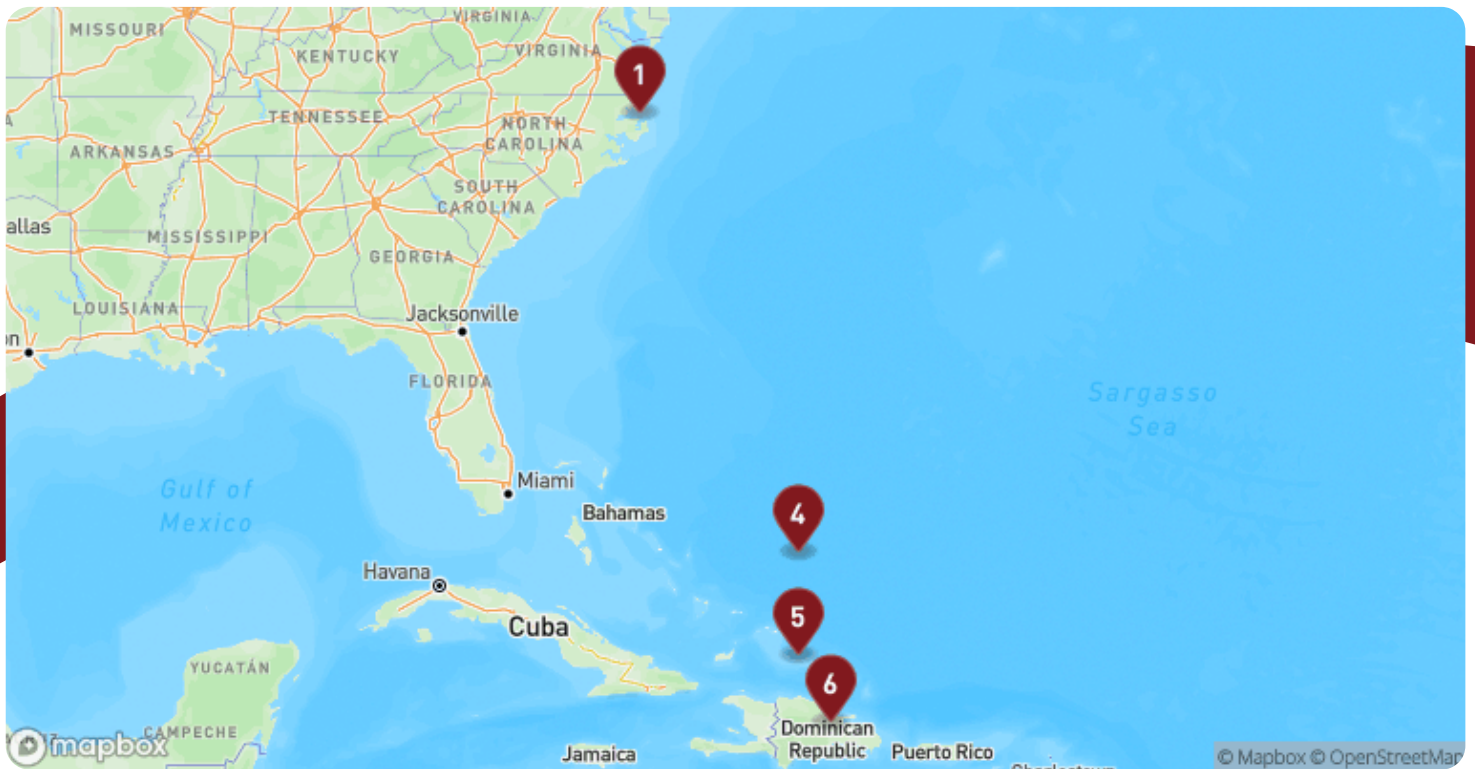 MISSOURI
VIRGINIA
KENTUCKY
VIRGINIA
1
TENNESSEE
NORTH
CAROLINA
ARKANSAS
SOUTH
CAROLINA
allas
MISSISSIPPI
GEORGIA
LOUISIANA
Jacksonville
on
FLORIDA
Sargasso
Sea
Gulf of
Mexico
Miami
Bahamas
4
Havana
5
Cuba
YUCATÁN
6
CAMPECHE
Dominican
Republic
Puerto Rico
Jamaica
mapbox
© Mapbox © OpenStreetMap